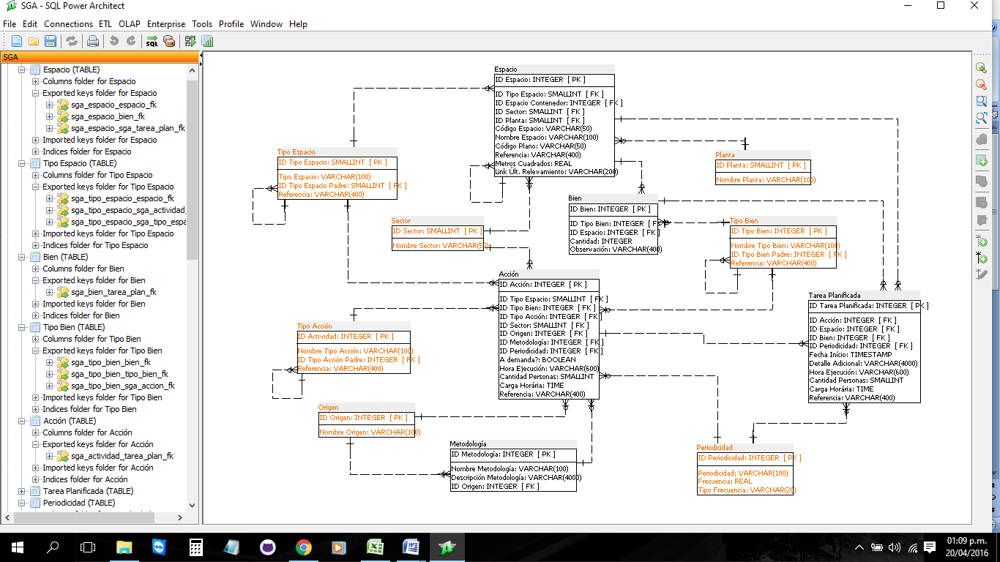 SGA - SQL Power Architect
File Edit Connections ETL OLAP Enterprise Tools Profile Window Help
SQL
SGA
Espacio (TABLE)
Columns folder for Espacio
Exported keys folder for Espacio
sga_espacio_espacio_fk
sga_espacio_bien_fk
sga_espacio_sga_tarea_plan_fk
Imported keys folder for Espacio
Indices folder for Espacio
Tipo Espacio (TABLE)
Columns folder for Tipo Espacio
Exported keys folder for Tipo Espacio
sga_tipo_espacio_espacio_fk
sga_tipo_espacio_sga_actividad_
sga_tipo_espacio_sga_tipo_espa
Imported keys folder for Tipo Espacio
Indices folder for Tipo Espacio
Bien (TABLE)
Columns folder for Bien
Exported keys folder for Bien
sga_bien_tarea_plan_fk
Imported keys folder for Bien
Indices folder for Bien
Tipo Bien (TABLE)
Columns folder for Tipo Bien
Exported keys folder for Tipo Bien
sga_tipo_bien_bien_fk
sga_tipo_bien_tipo_bien_fk
sga_tipo_bien_sga_accion_fk
Imported keys folder for Tipo Bien
Indices folder for Tipo Bien
Acción (TABLE)
Columns folder for Acción
Exported keys folder for Acción
sga_actividad_tarea_plan_fk
Imported keys folder for Acción
Indices folder for Acción
Tarea Planificada (TABLE)
Periodicidad (TABLE)
Espacio
ID Espacio: INTEGER [ PK ]
ID Tipo Espacio: SMALLINT [ FK ]
ID Espacio Contenedor: INTEGER [ FK ]
ID Sector: SMALLINT [ FK ]
ID Planta: SMALLINT [ FK ]
Código Espacio: VARCHAR(50)
Nombre Espacio: VARCHAR(100)
Código Plano: VARCHAR(50)
Referencia: VARCHAR(400)
Metros Cuadrados: REAL
Link Últ. Relevamiento: VARCHAR(200)
Tipo Espacio
ID Tipo Espacio: SMALLINT [ PK ]
Tipo Espacio: VARCHAR(100)
ID Tipo Espacio Padre: SMALLINT [ FK ]
Referencia: VARCHAR(400)
Planta
ID Planta: SMALLINT [ PK ]
Nombre Planta: VARCHAR(100)
Bien
ID Bien: INTEGER [ PK ]
ID Tipo Bien: INTEGER [ FK ]
ID Espacio: INTEGER [ FK ]
Cantidad: INTEGER
Observación: VARCHAR(400)
Sector
ID Sector: SMALLINT [ PK ]
Nombre Sector: VARCHAR(50)
Tipo Bien
ID Tipo Bien: INTEGER [ PK ]
Nombre Tipo Bien: VARCHAR(100)
ID Tipo Bien Padre: INTEGER [ FK ]
Referencia: VARCHAR(400)
Acción
ID Acción: INTEGER [ PK ]
ID Tipo Espacio: SMALLINT [ FK ]
ID Tipo Bien: INTEGER [ FK ]
ID Tipo Acción: INTEGER [ FK ]
ID Sector: SMALLINT [ FK ]
ID Origen: INTEGER [ FK ]
ID Metodología: INTEGER [ FK ]
ID Periodicidad: INTEGER [ FK ]
A demanda?: BOOLEAN
Hora Ejecución: VARCHAR(600)
Cantidad Personas: SMALLINT
Carga Horária: TIME
Referencia: VARCHAR(400)
Tarea Planificada
ID Tarea Planificada: INTEGER [ PK ]
ID Acción: INTEGER [ FK ]
ID Espacio: INTEGER [ FK ]
ID Bien: INTEGER [ FK ]
ID Periodicidad: INTEGER [ FK ]
Fecha Início: TIMESTAMP
Detalle Adicional: VARCHAR(4000)
Hora Ejecución: VARCHAR(600)
Cantidad Personas: SMALLINT
Carga Horária: TIME
Referencia: VARCHAR(400)
Tipo Acción
ID Actividad: INTEGER [ PK ]
Nombre Tipo Acción: VARCHAR(100)
ID Tipo Acción Padre: INTEGER [ FK ]
Referencia: VARCHAR(400)
Origen
ID Origen: INTEGER [ PK ]
Nombre Origen: VARCHAR(100)
Metodología
ID Metodología: INTEGER [ PK ]
Nombre Metodología: VARCHAR(100)
Descripción Metodología: VARCHAR(4000)
ID Origen: INTEGER [ FK ]
Periodicidad
ID Periodicidad: INTEGER [ PK ]
Periodicidad: VARCHAR(100)
Frecuencia: REAL
Tipo Frecuencia: VARCHAR(20)
01:09 p.m.
20/04/2016